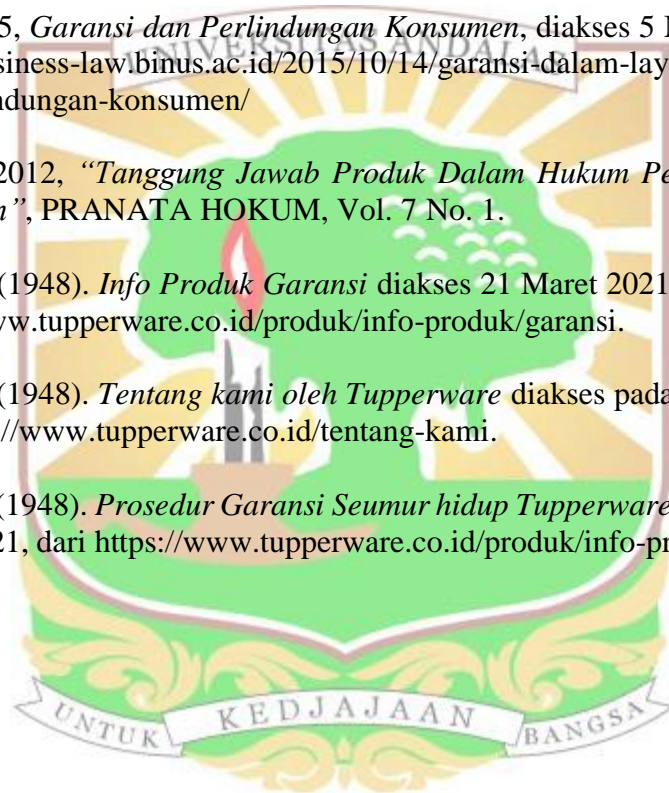 5, Garansi dan Perlindungan Konsumen, diakses 5
UNIVERSITAS ANDALAS
siness-law.binus.ac.id/2015/10/14/garansi-dalam-lay
ndungan-konsumen/
2012, “Tanggung Jawab Produk Dalam Hukum Pe
n”, PRANATA HOKUM, Vol. 7 No. 1.
(1948). Info Produk Garansi diakses 21 Maret 2021
ww.tupperware.co.id/produk/info-produk/garansi.
(1948). Tentang kami oleh Tupperware diakses pada
://www.tupperware.co.id/tentang-kami.
(1948). Prosedur Garansi Seumur hidup Tupperware
21, dari https://www.tupperware.co.id/produk/info-pr
UNTUK KEDJAJAAN BANGSA